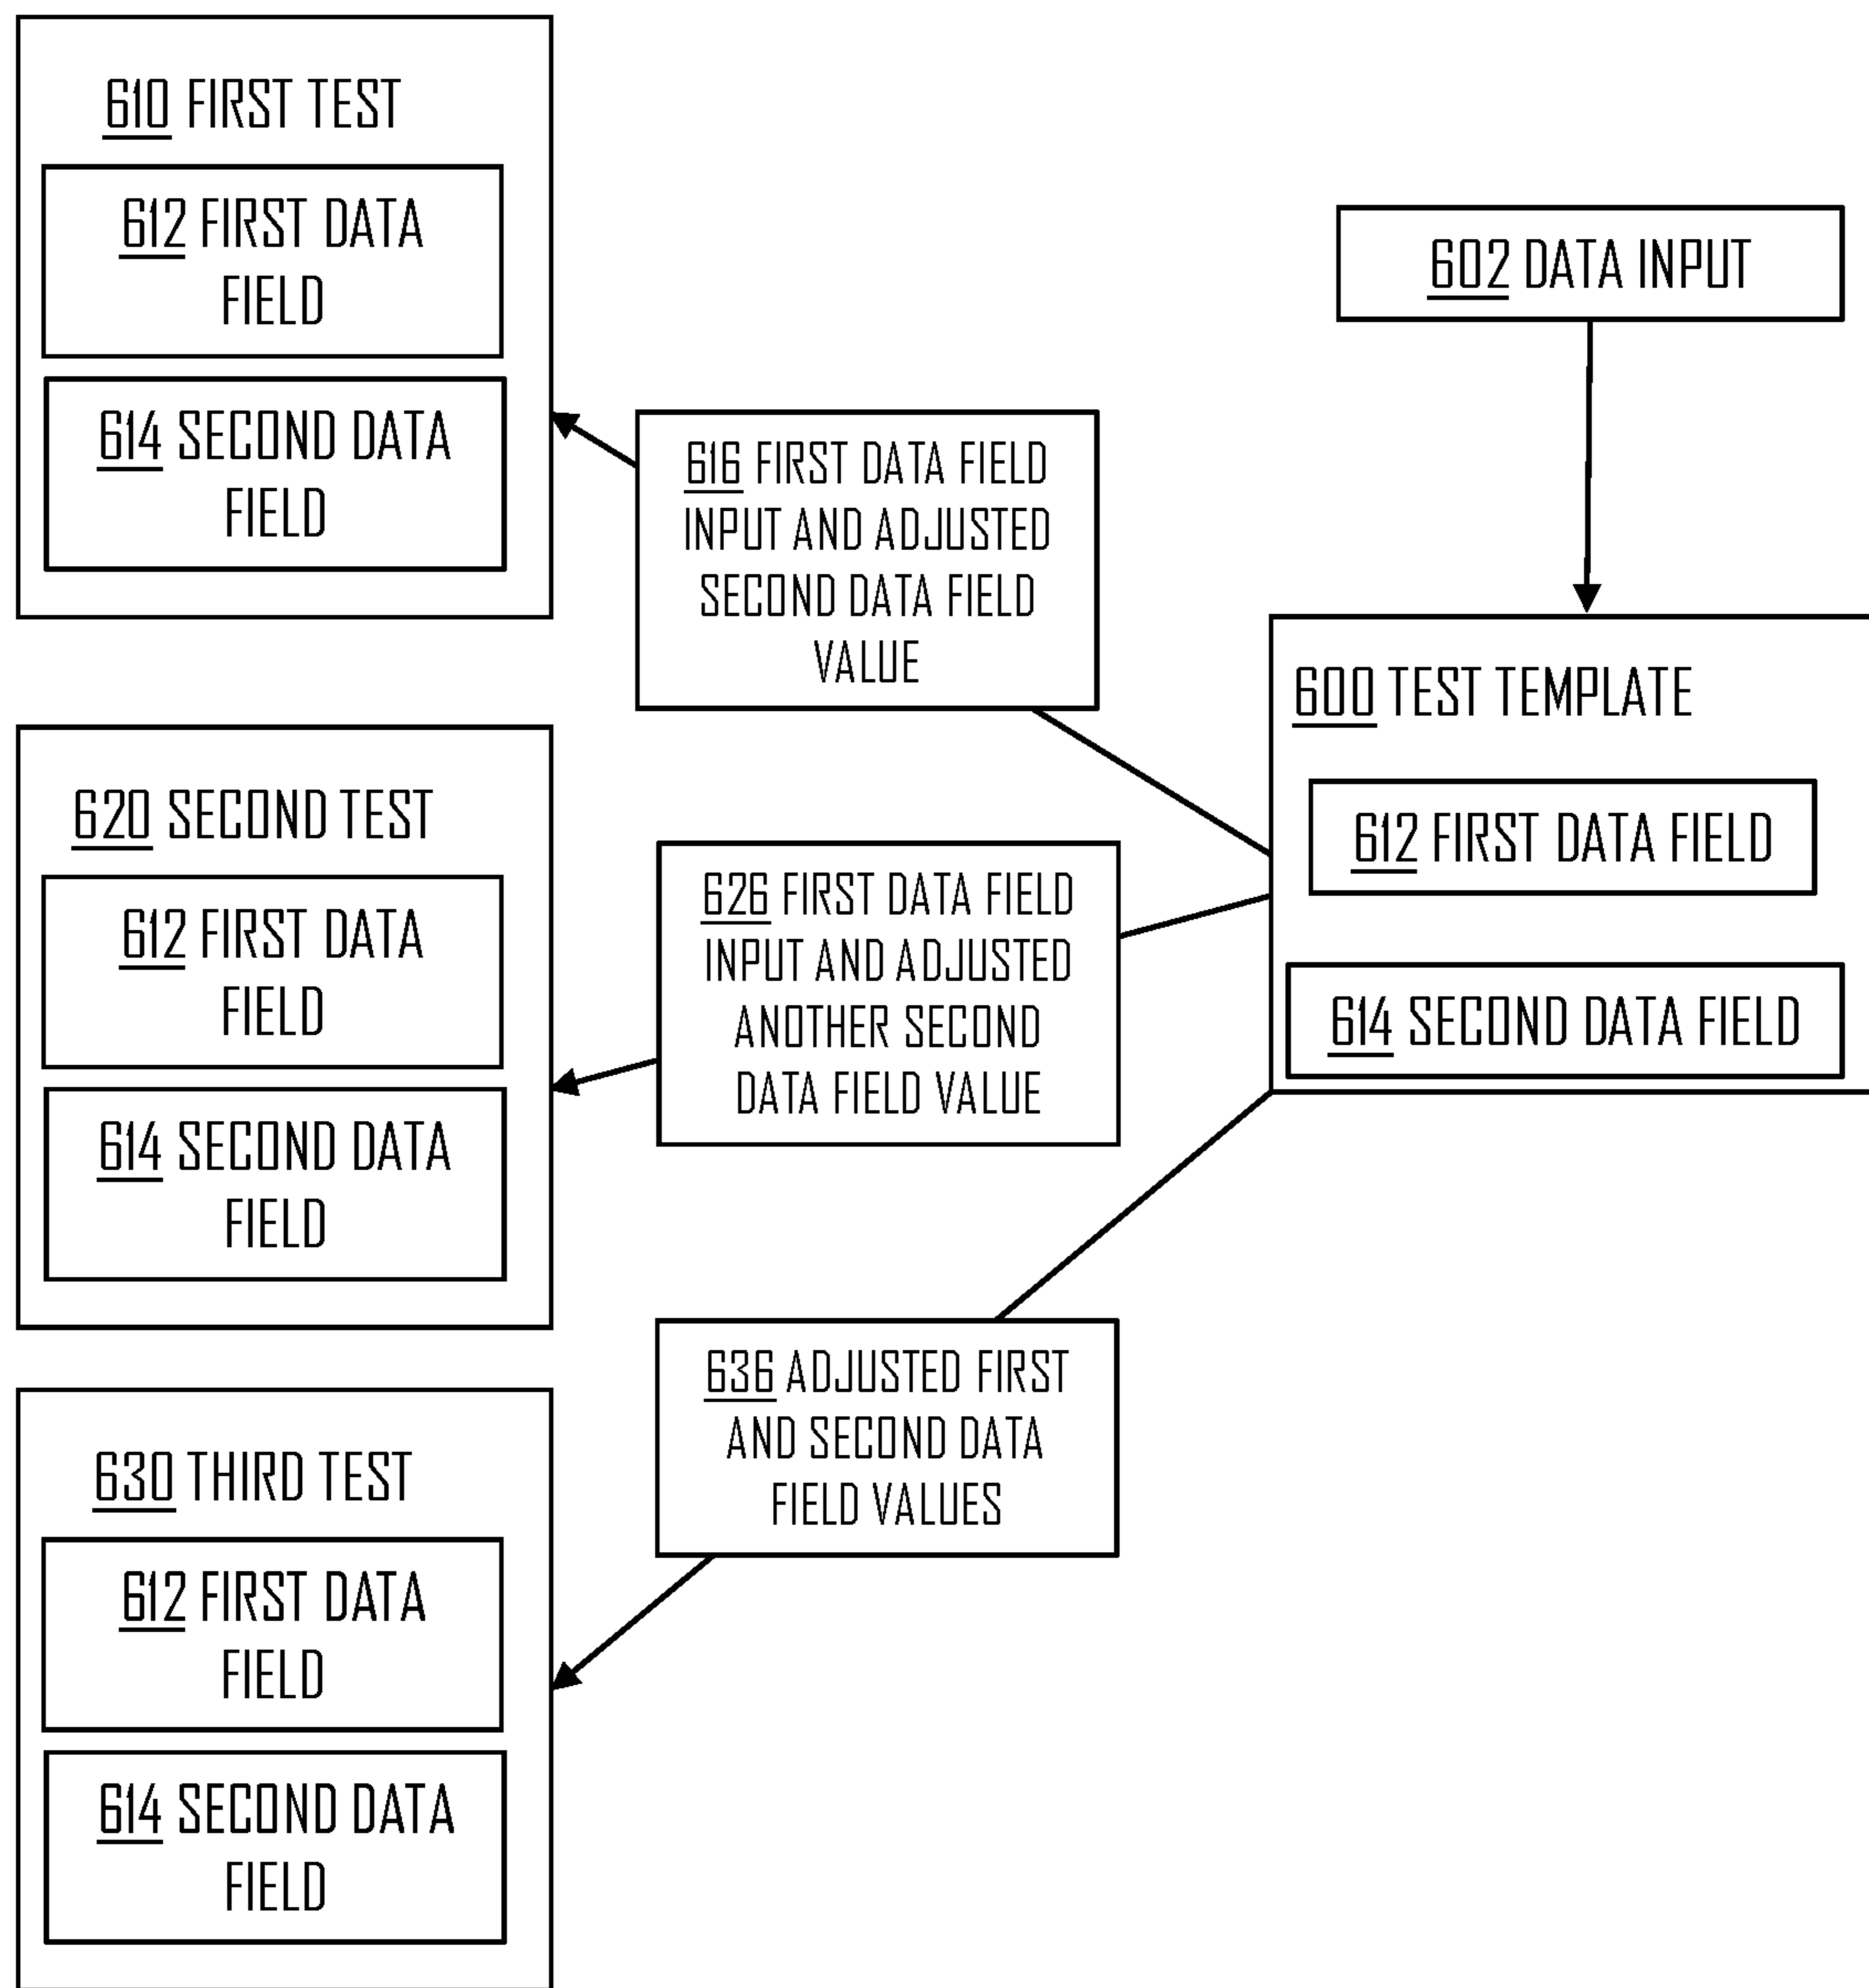 610 FIRST TEST
612 FIRST DATA
FIELD
614 SECOND DATA
FIELD
616 FIRST DATA FIELD
INPUT AND ADJUSTED
SECOND DATA FIELD
VALUE
602 DATA INPUT
600 TEST TEMPLATE
612 FIRST DATA FIELD
614 SECOND DATA FIELD
620 SECOND TEST
612 FIRST DATA
FIELD
614 SECOND DATA
FIELD
626 FIRST DATA FIELD
INPUT AND ADJUSTED
ANOTHER SECOND
DATA FIELD VALUE
630 THIRD TEST
612 FIRST DATA
FIELD
614 SECOND DATA
FIELD
636 ADJUSTED FIRST
AND SECOND DATA
FIELD VALUES